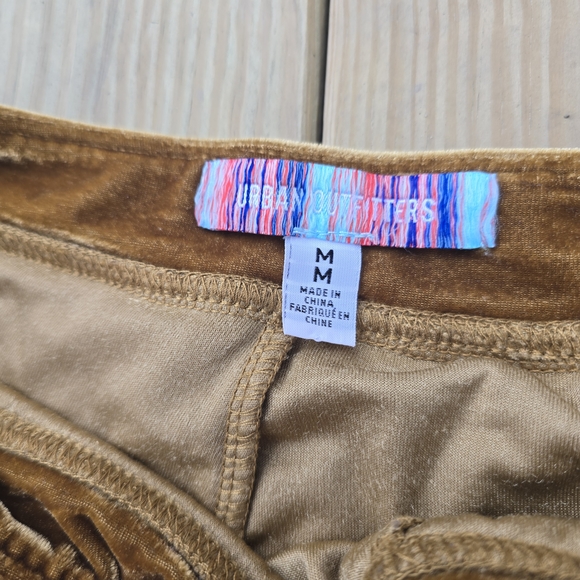 URBAN OUTFITTERS
M
M
MADE IN
CHINA
FABRIQUÉ EN
CHINE